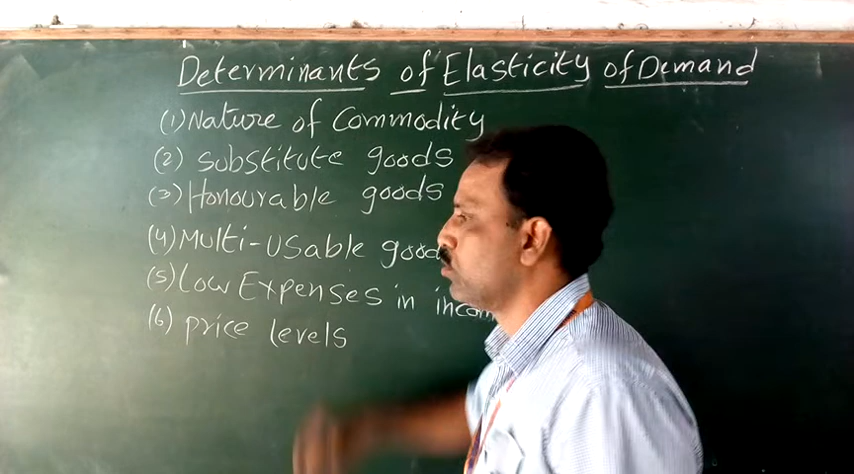 Determinants of Elasticity of Demand
(1) Nature of Commodity
(2) substitute goods
(3) Honourable goods
(4) Multi-Usable
(5) Low Expenses in
(6) price levels